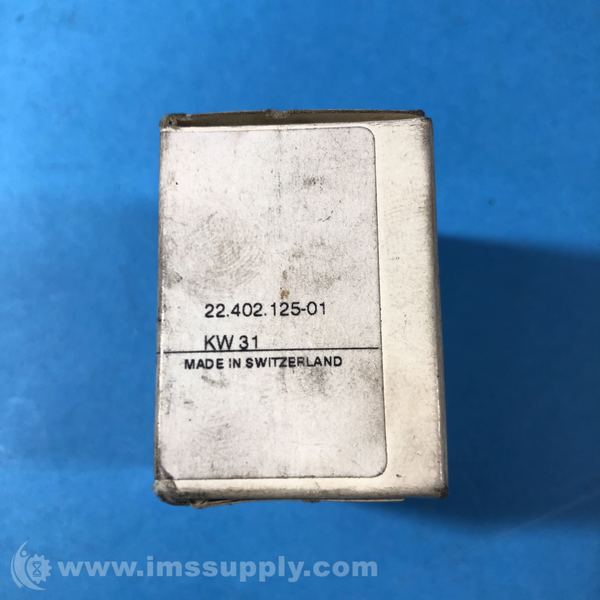 22.402.125-01
KW 31
MADE IN SWITZERLAND
www.imssupply.com